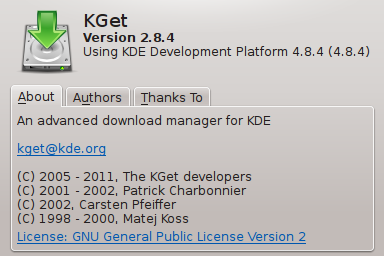 KGet
Version 2.8.4
Using KDE Development Platform 4.8.4 (4.8.4)
About Authors Thanks To
An advanced download manager for KDE
kget@kde.org
(C) 2005 - 2011, The KGet developers
(C) 2001 - 2002, Patrick Charbonnier
(C) 2002, Carsten Pfeiffer
(C) 1998 - 2000, Matej Koss
License: GNU General Public License Version 2